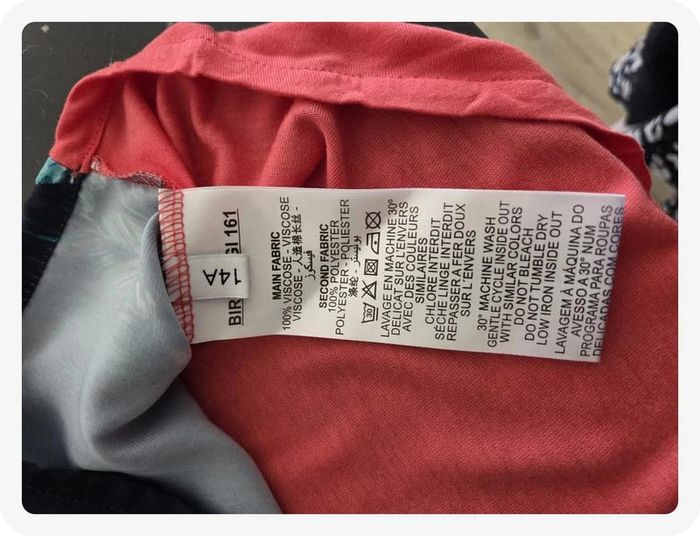 14A
161
MAIN FABRIC
100% VISCOSE - VISCOSE
VISCOSE - 人造棉长丝 -
فيسكوز
SECOND FABRIC
100% POLYESTER
POLYESTER - POLIESTER
涤纶 - بوليستر
30
LAVAGE EN MACHINE 30°
DELICAT SUR L'ENVERS
AVEC DES COULEURS
SIMILAIRES
CHLORE INTERDIT
SÈCHE LINGE INTERDIT
REPASSER A FER DOUX
SUR L'ENVERS
30° MACHINE WASH
GENTLE CYCLE INSIDE OUT
WITH SIMILAR COLORS
DO NOT BLEACH
DO NOT TUMBLE DRY
LOW IRON INSIDE OUT
LAVAGEM À MÁQUINA DO
AVESSO A 30° NUM
PROGRAMA PARA ROUPAS
DELICADAS COM CORES